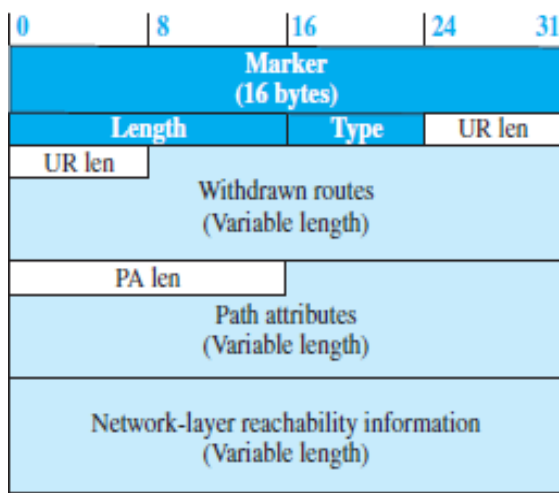 0 8 16 24 31
Marker
(16 bytes)
Length Type UR len
UR len
Withdrawn routes
(Variable length)
PA len
Path attributes
(Variable length)
Network-layer reachability information
(Variable length)